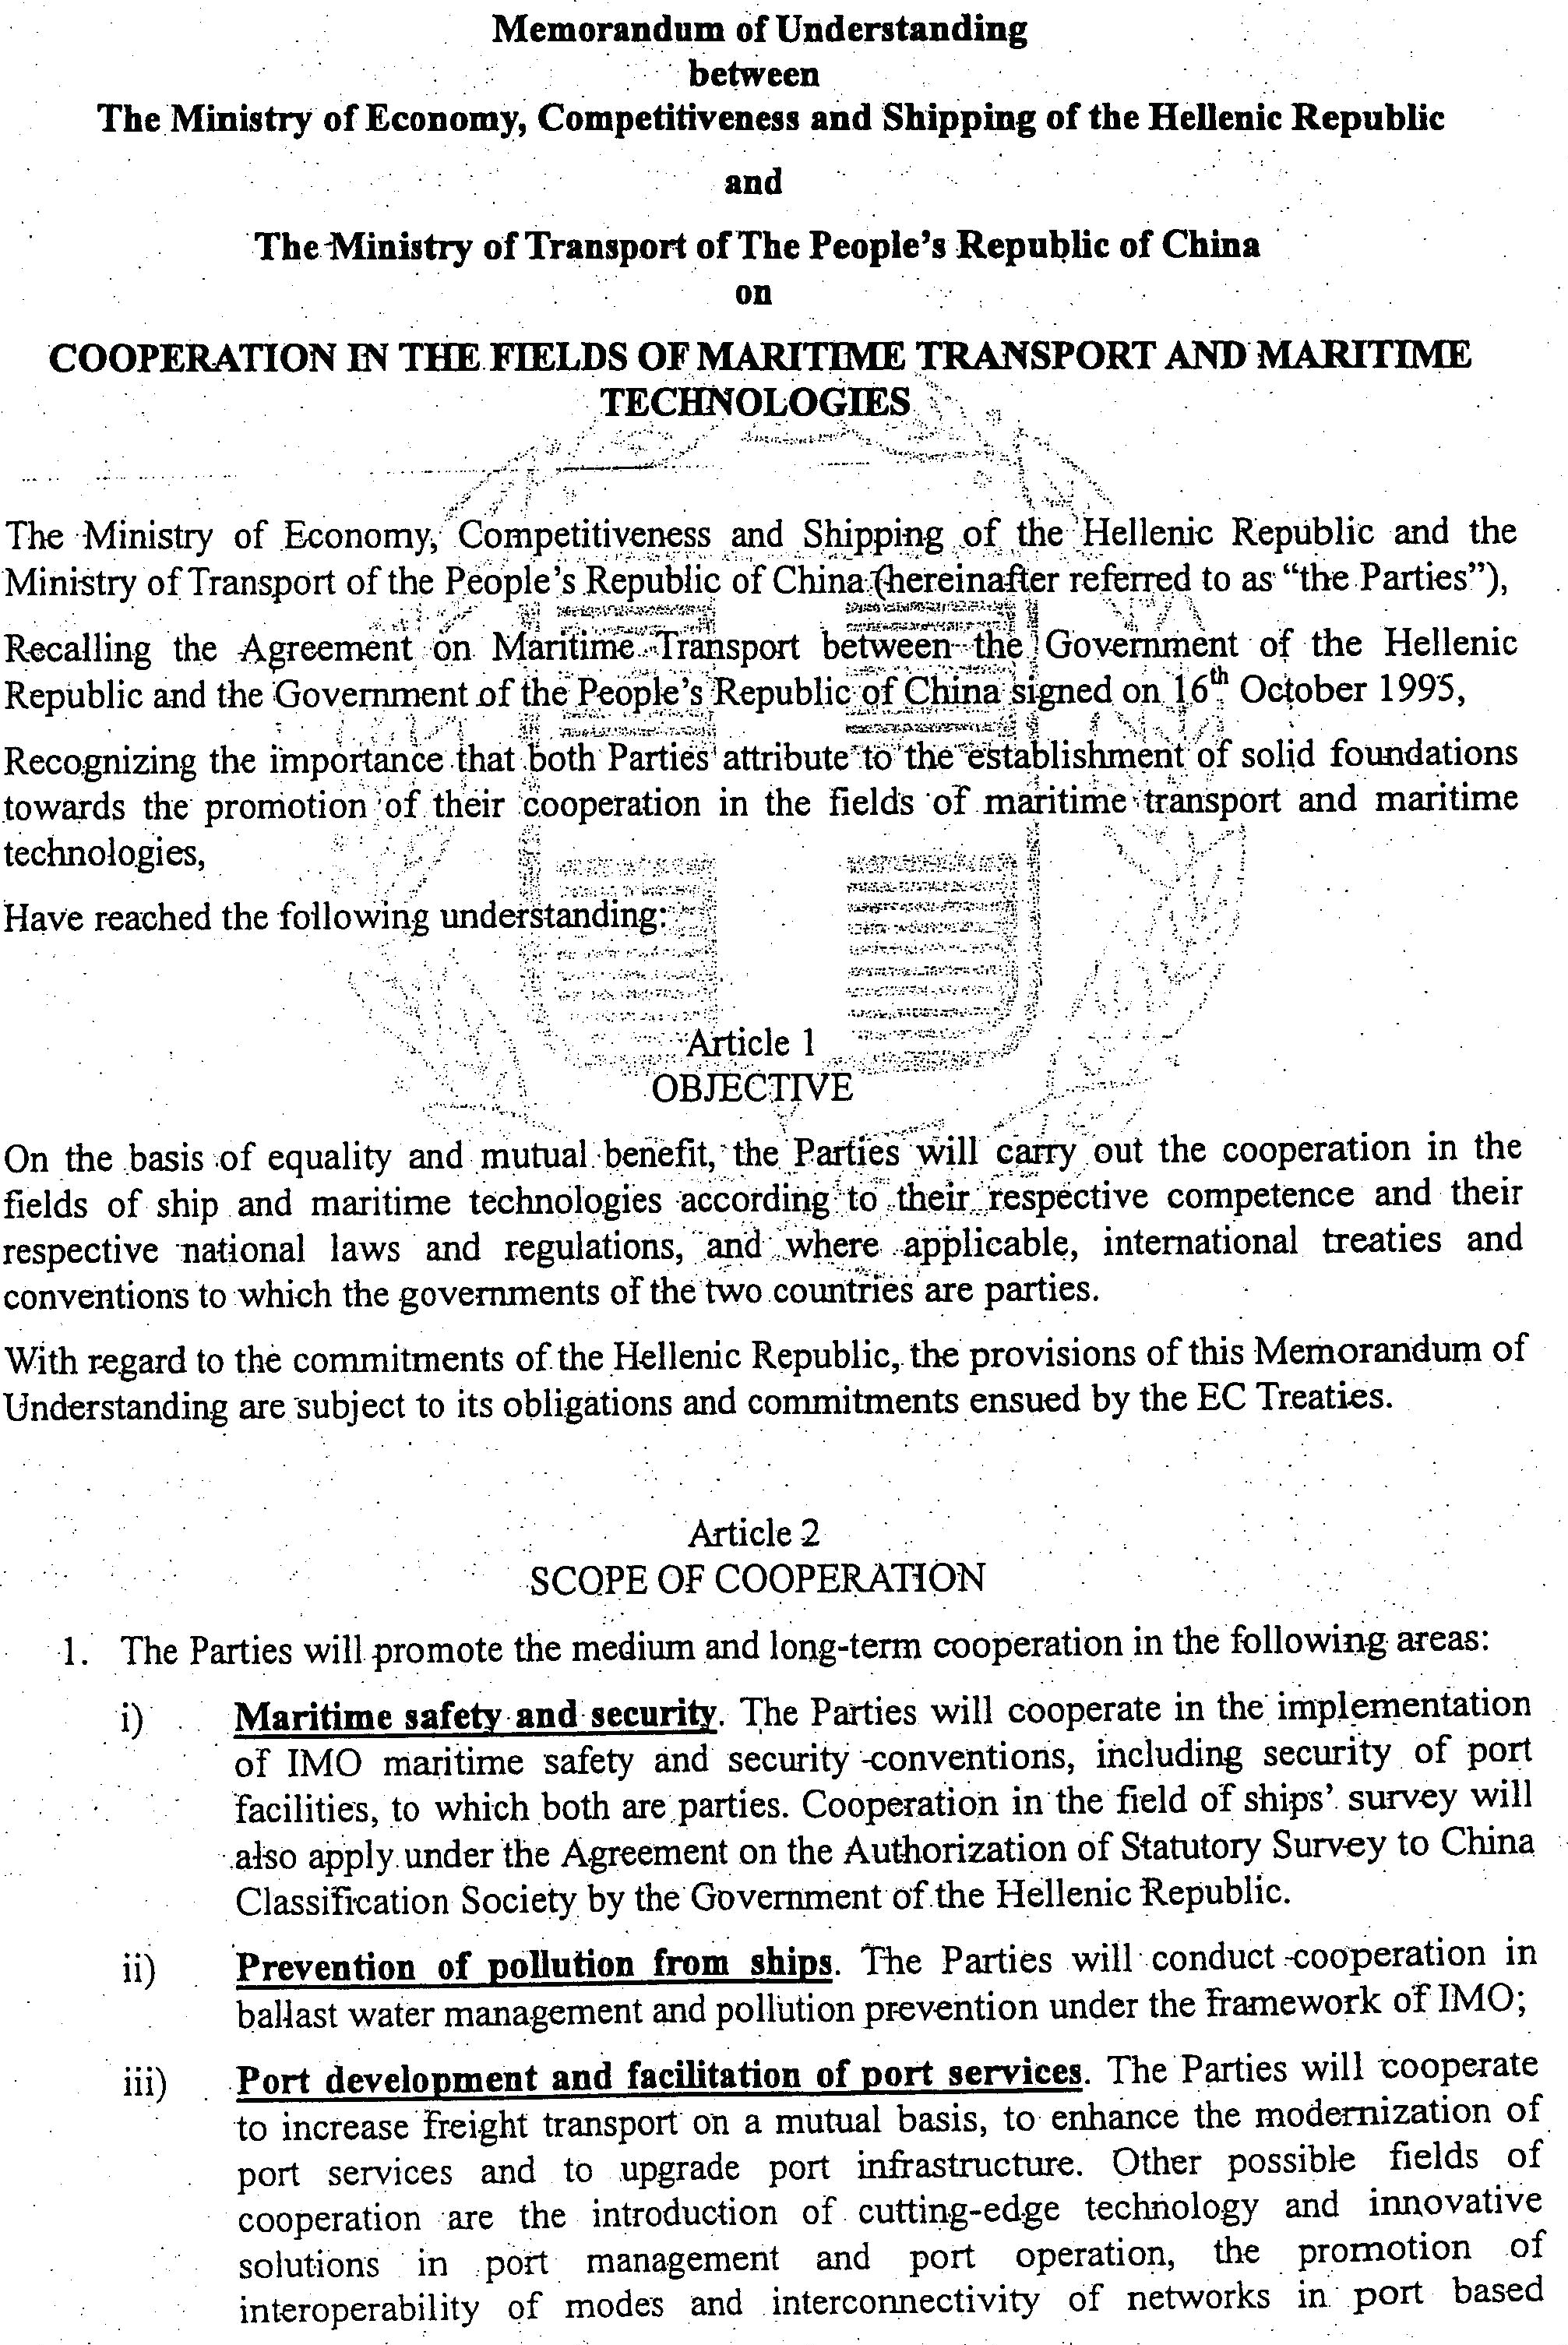 Memorandum of Understanding
between
The Ministry of Economy, Competitiveness and Shipping of the Hellenic Republic
and
The Ministry of Transport of The People's Republic of China
on
COOPERATION IN THE FIELDS OF MARITIME TRANSPORT AND MARITIME
TECHNOLOGIES
The Ministry of Economy, Competitiveness and Shipping of the Hellenic Republic and the
Ministry of Transport of the People's Republic of China (hereinafter referred to as “the Parties”),
Recalling the Agreement on Maritime Transport between the Government of the Hellenic
Republic and the Government of the People's Republic of China signed on 16th October 1995,
Recognizing the importance that both Parties attribute to the establishment of solid foundations
towards the promotion of their cooperation in the fields of maritime transport and maritime
technologies,
Have reached the following understanding:
Article 1
OBJECTIVE
On the basis of equality and mutual benefit, the Parties will carry out the cooperation in the
fields of ship and maritime technologies according to their respective competence and their
respective national laws and regulations, and where applicable, international treaties and
conventions to which the governments of the two countries are parties.
With regard to the commitments of the Hellenic Republic, the provisions of this Memorandum of
Understanding are subject to its obligations and commitments ensued by the EC Treaties.
Article 2
SCOPE OF COOPERATION
1. The Parties will promote the medium and long-term cooperation in the following areas:
i) Maritime safety and security. The Parties will cooperate in the implementation
of IMO maritime safety and security conventions, including security of port
facilities, to which both are parties. Cooperation in the field of ships' survey will
also apply under the Agreement on the Authorization of Statutory Survey to China
Classification Society by the Government of the Hellenic Republic.
ii) Prevention of pollution from ships. The Parties will conduct cooperation in
ballast water management and pollution prevention under the framework of IMO;
iii) Port development and facilitation of port services. The Parties will cooperate
to increase freight transport on a mutual basis, to enhance the modernization of
port services and to upgrade port infrastructure. Other possible fields of
cooperation are the introduction of cutting-edge technology and innovative
solutions in port management and port operation, the promotion of
interoperability of modes and interconnectivity of networks in port based